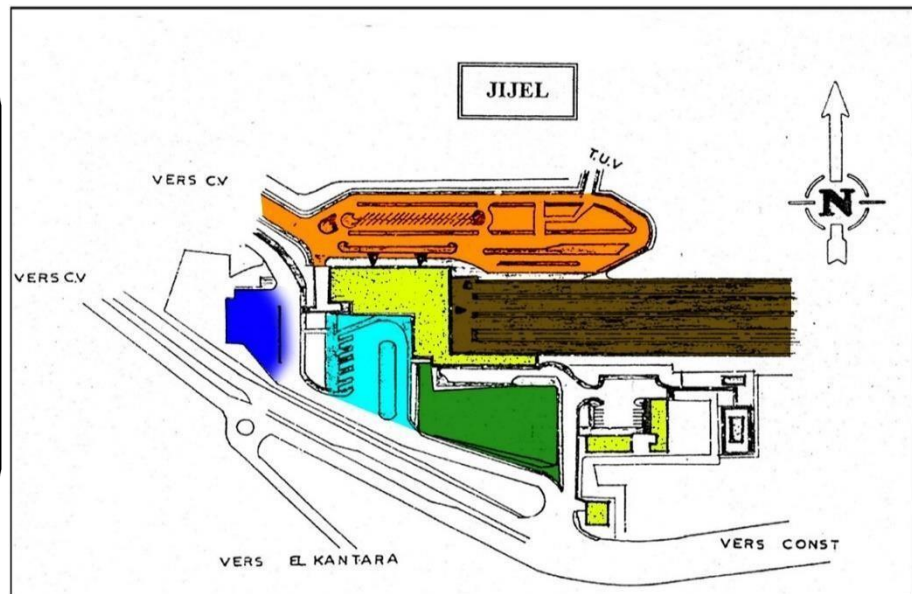 JIJEL
T.U.V
VERS C.V
N
VERS C.V
VERS CONST
VERS EL KANTARA